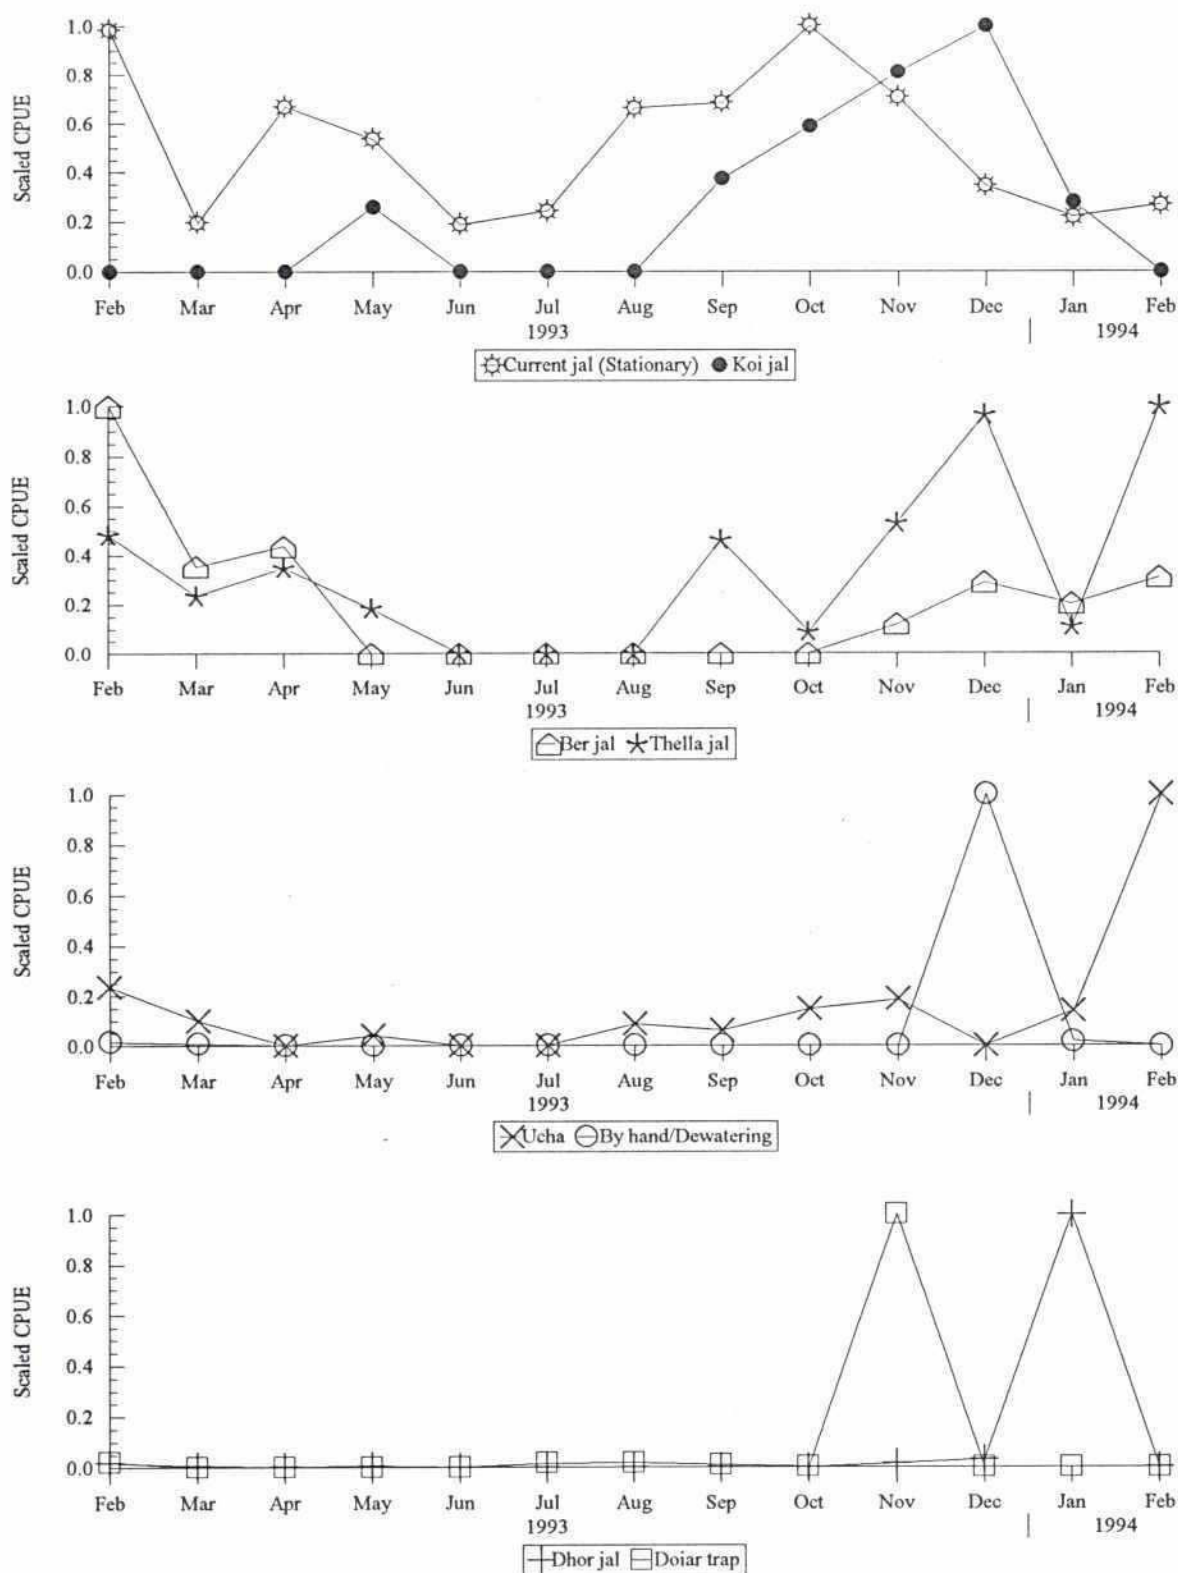 Scaled CPUE
1.0
0.8
0.6
0.4
0.2
0.0
Feb Mar Apr May Jun Jul Aug Sep Oct Nov Dec Jan Feb
1993 1994
Current jal (Stationary) Koi jal
Scaled CPUE
1.0
0.8
0.6
0.4
0.2
0.0
Feb Mar Apr May Jun Jul Aug Sep Oct Nov Dec Jan Feb
1993 1994
Ber jal Thella jal
Scaled CPUE
1.0
0.8
0.6
0.4
0.2
0.0
Feb Mar Apr May Jun Jul Aug Sep Oct Nov Dec Jan Feb
1993 1994
Ucha By hand/Dewatering
Scaled CPUE
1.0
0.8
0.6
0.4
0.2
0.0
Feb Mar Apr May Jun Jul Aug Sep Oct Nov Dec Jan Feb
1993 1994
Dhor jal Doiar trap